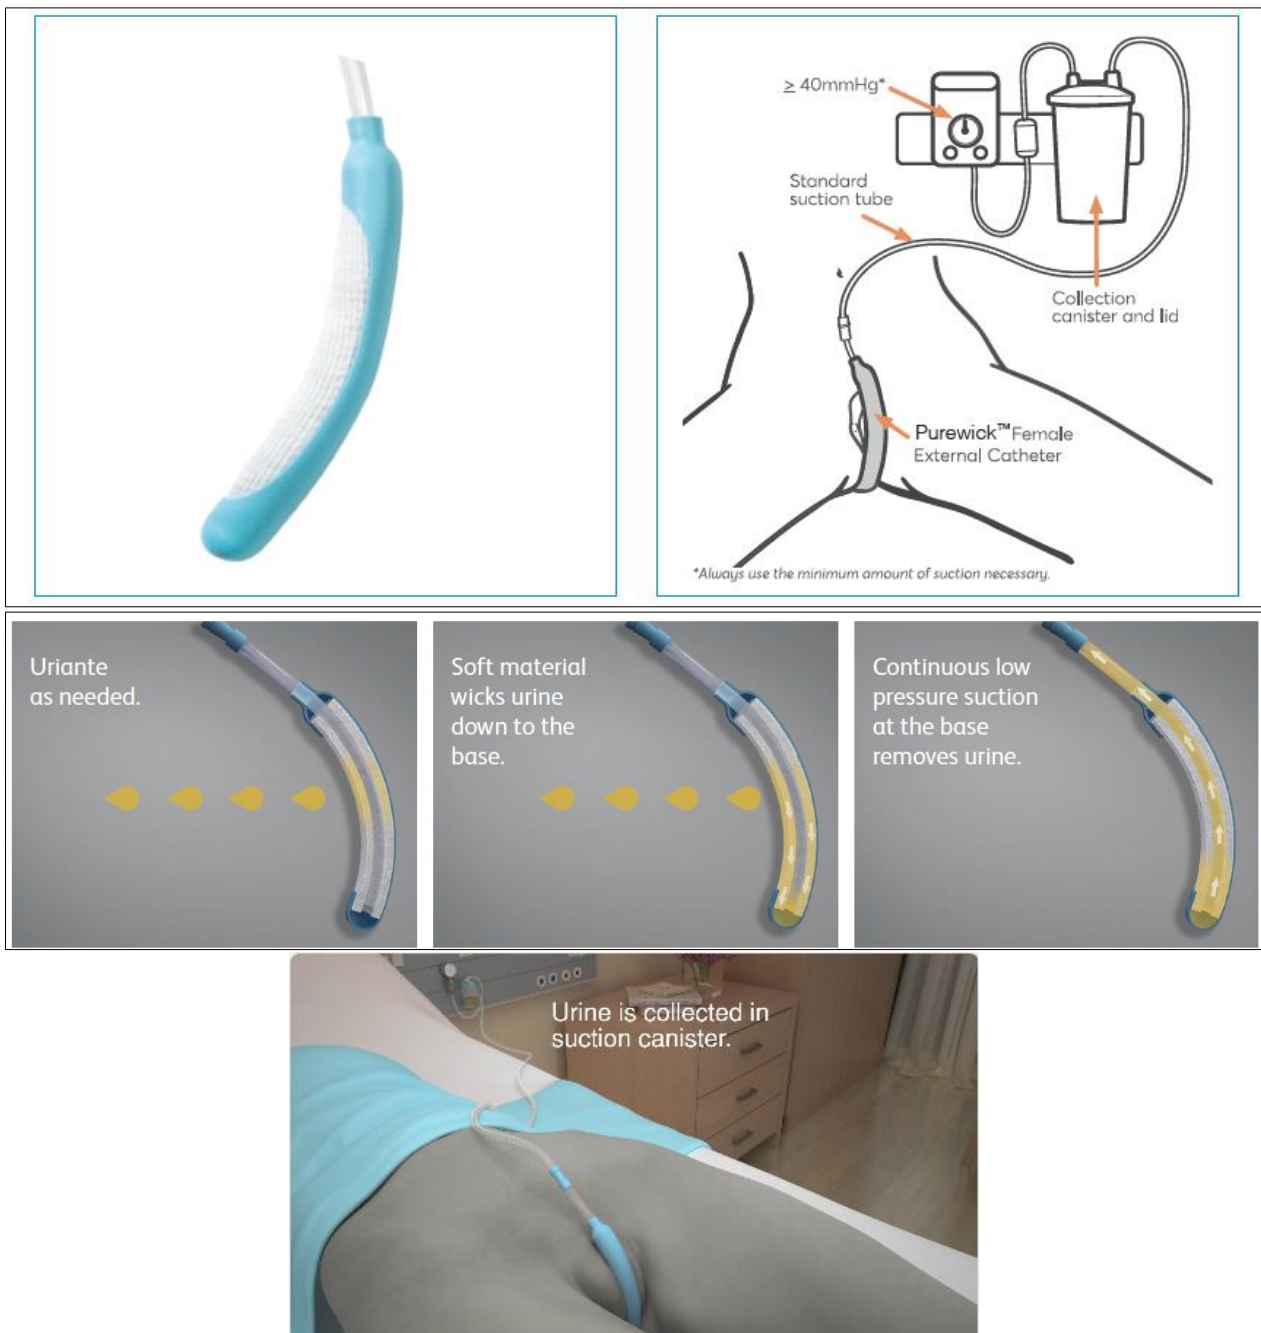 ≥ 40mmHg*
Standard
suction tube
Collection
canister and lid
Purewick™ Female
External Catheter
*Always use the minimum amount of suction necessary.
Uriante
as needed.
Soft material
wicks urine
down to the
base.
Continuous low
pressure suction
at the base
removes urine.
Urine is collected in
suction canister.